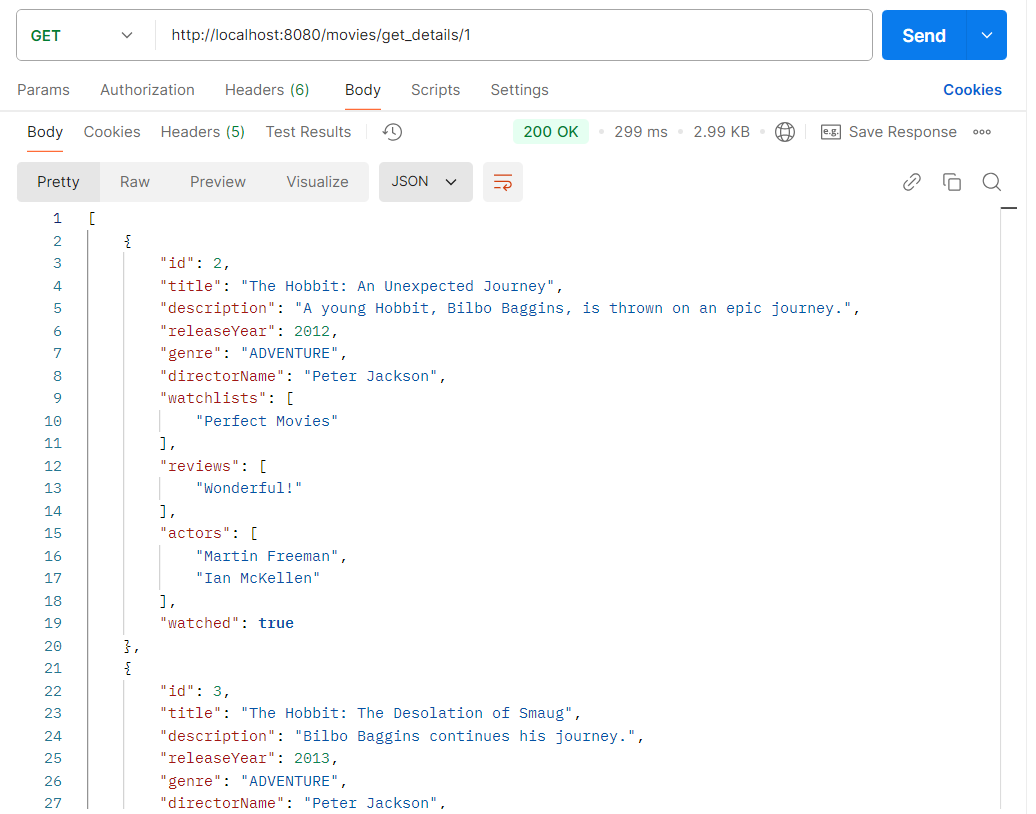 GET http://localhost:8080/movies/get_details/1 Send
Params Authorization Headers (6) Body Scripts Settings Cookies
Body Cookies Headers (5) Test Results 200 OK 299 ms 2.99 KB e.g. Save Response
Pretty Raw Preview Visualize JSON
1 [
2 {
3 "id": 2,
4 "title": "The Hobbit: An Unexpected Journey",
5 "description": "A young Hobbit, Bilbo Baggins, is thrown on an epic journey.",
6 "releaseYear": 2012,
7 "genre": "ADVENTURE",
8 "directorName": "Peter Jackson",
9 "watchlists": [
10 "Perfect Movies"
11 ],
12 "reviews": [
13 "Wonderful!"
14 ],
15 "actors": [
16 "Martin Freeman",
17 "Ian McKellen"
18 ],
19 "watched": true
20 },
21 {
22 "id": 3,
23 "title": "The Hobbit: The Desolation of Smaug",
24 "description": "Bilbo Baggins continues his journey.",
25 "releaseYear": 2013,
26 "genre": "ADVENTURE",
27 "directorName": "Peter Jackson",